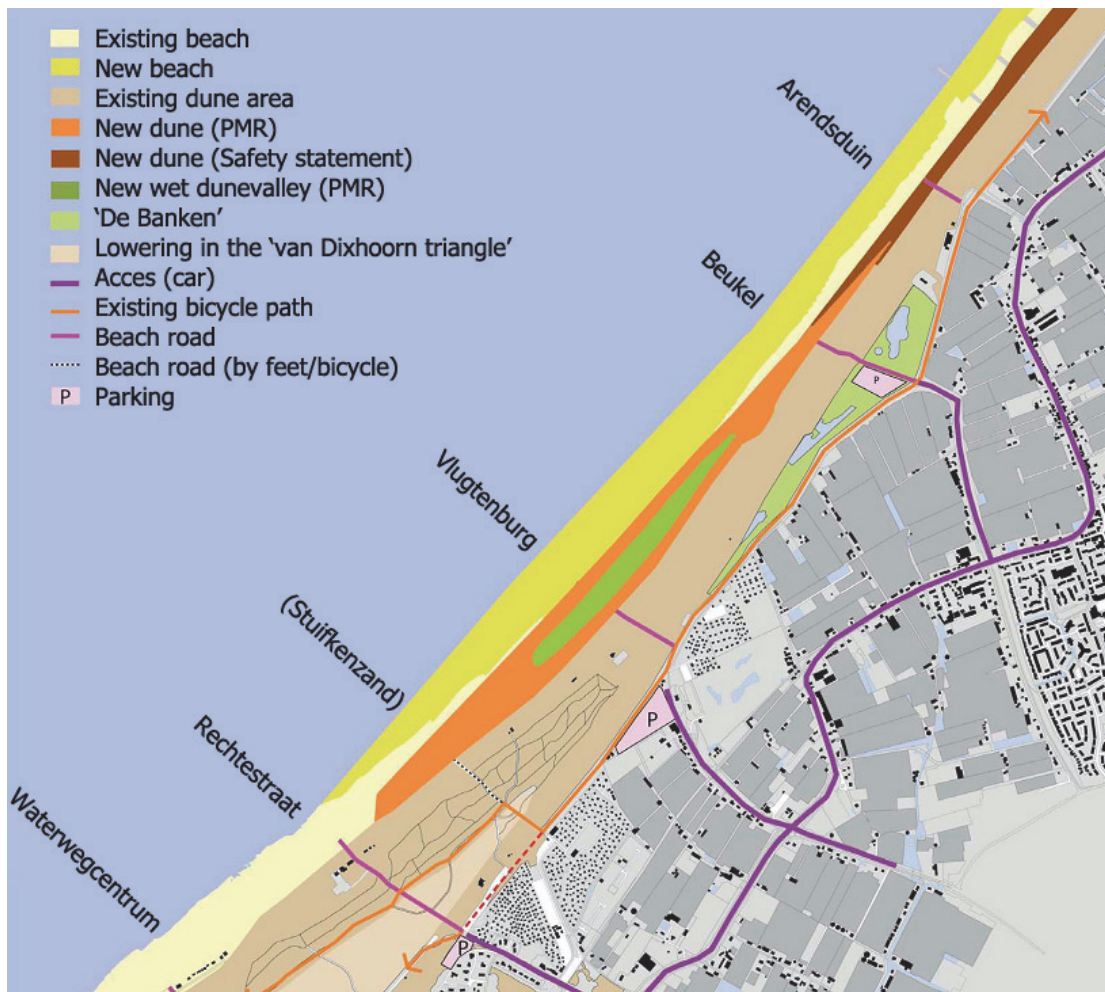 Existing beach
New beach
Existing dune area
New dune (PMR)
New dune (Safety statement)
New wet dunevalley (PMR)
‘De Banken’
Lowering in the ‘van Dixhoorn triangle’
Acces (car)
Existing bicycle path
Beach road
Beach road (by feet/bicycle)
P Parking
Arendsduin
Beukel
Vlugtenburg
(Stuifkenzand)
Rechtestraat
Waterwegcentrum
P
P
P